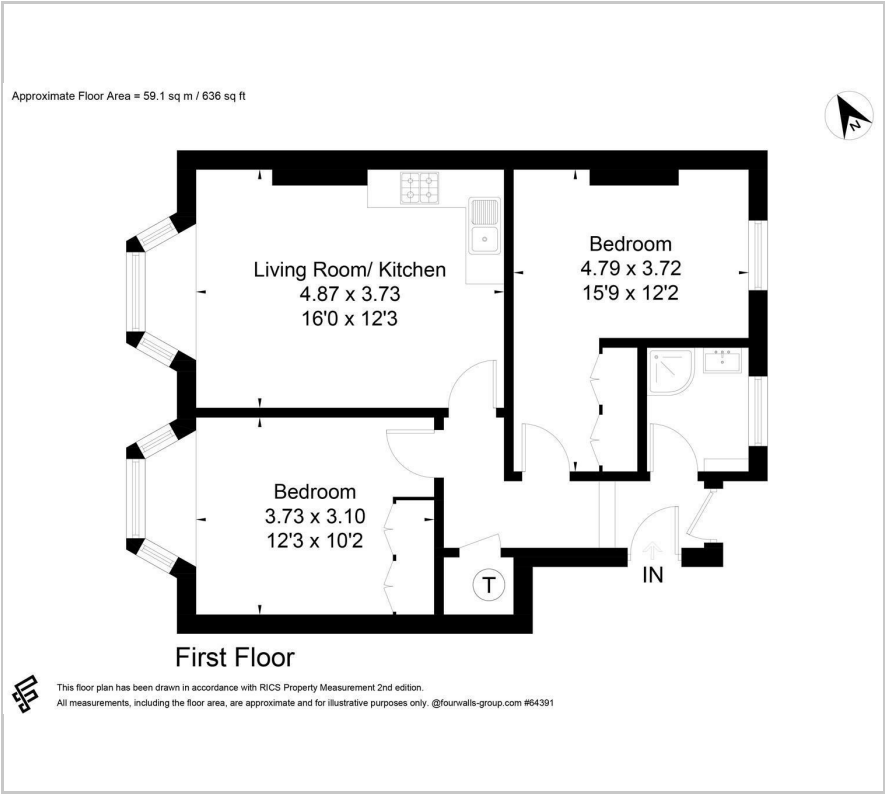 Approximate Floor Area = 59.1 sq m / 636 sq ft
N
Living Room/ Kitchen
4.87 x 3.73
16'0 x 12'3
Bedroom
4.79 x 3.72
15'9 x 12'2
Bedroom
3.73 x 3.10
12'3 x 10'2
T
IN
First Floor
This floor plan has been drawn in accordance with RICS Property Measurement 2nd edition.
All measurements, including the floor area, are approximate and for illustrative purposes only. @fourwalls-group.com #64391